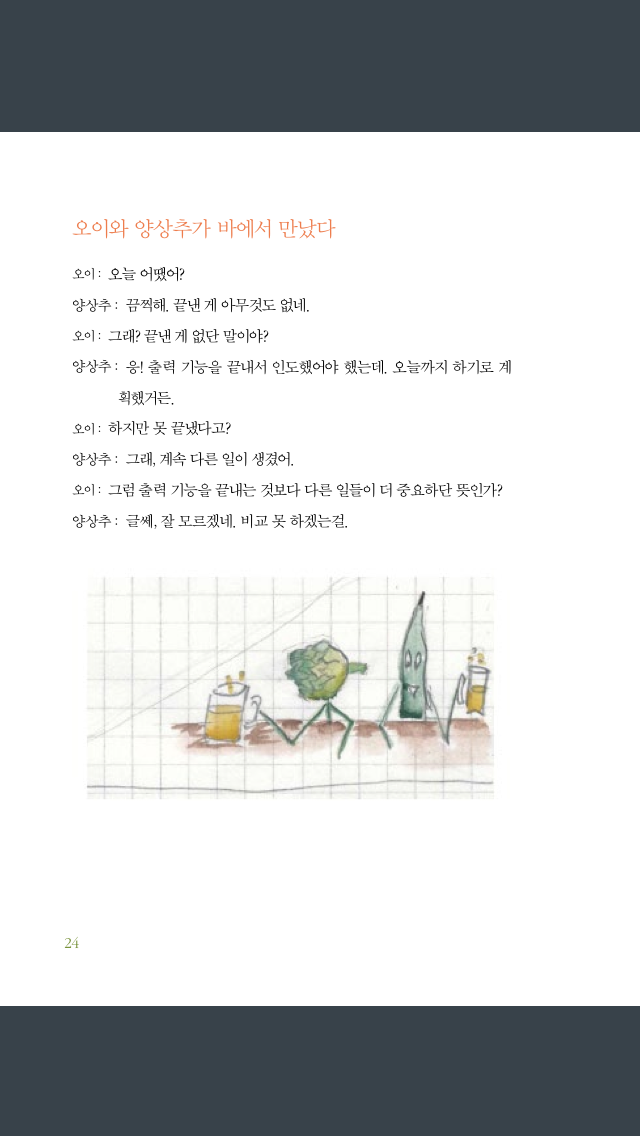 오이와 양상추가 바에서 만났다
오이 : 오늘 어땠어?
양상추 : 끔찍해. 끝낸 게 아무것도 없네.
오이 : 그래? 끝낸 게 없단 말이야?
양상추 : 응! 출력 기능을 끝내서 인도했어야 했는데. 오늘까지 하기로 계
획했거든.
오이 : 하지만 못 끝냈다고?
양상추 : 그래, 계속 다른 일이 생겼어.
오이 : 그럼 출력 기능을 끝내는 것보다 다른 일들이 더 중요하단 뜻인가?
양상추 : 글쎄, 잘 모르겠네. 비교 못 하겠는걸.
24